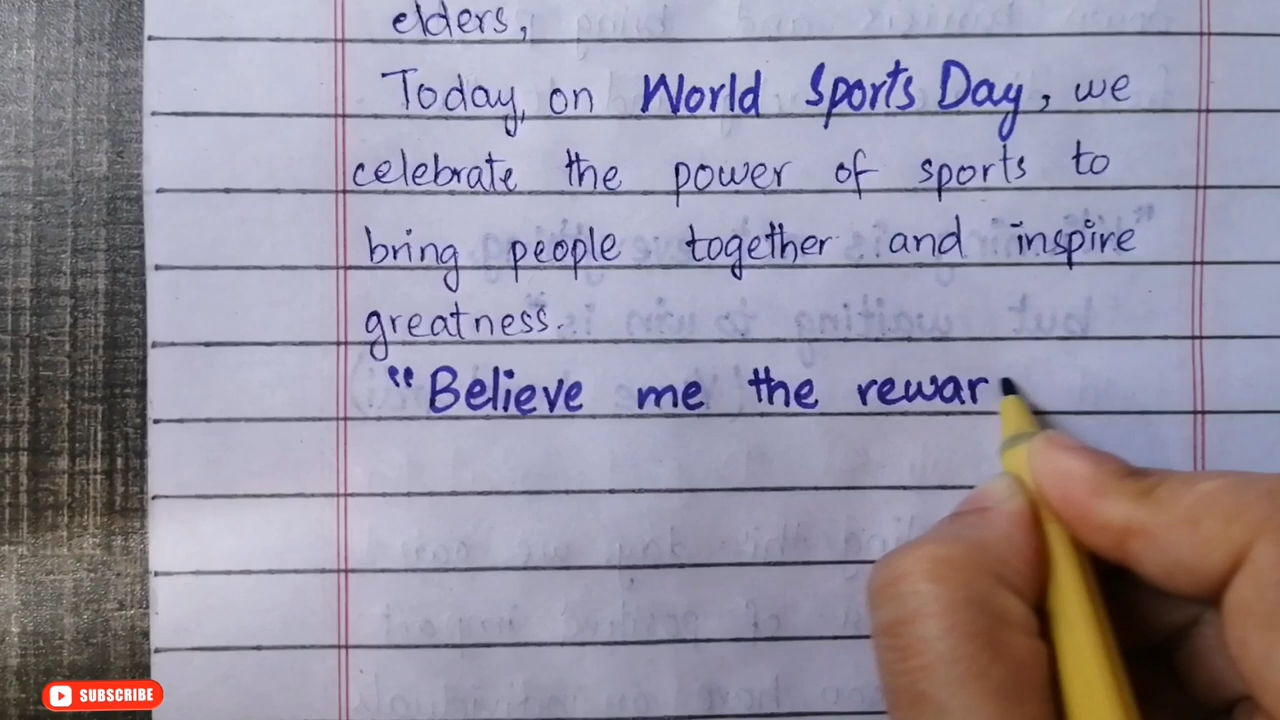 elders,
Today, on World Sports Day, we
celebrate the power of sports to
bring people together and inspire
greatness.
"Believe me the rewar
SUBSCRIBE